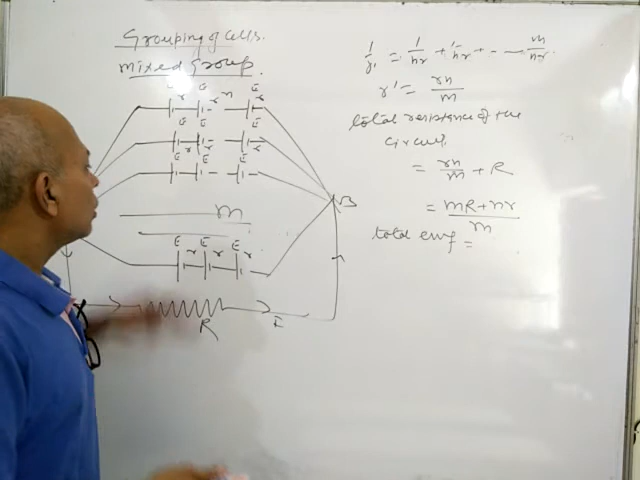 Grouping of cells.
mixed Group
E E E
r r n
E E
r r r
E E
m
E E E
r r r
R I
B
1/r' = 1/nr + 1/nr + - - - m/nr
r' = rn/m
total resistance of the
circuit
= rn/m + R
= mR+nr/m
total emf =